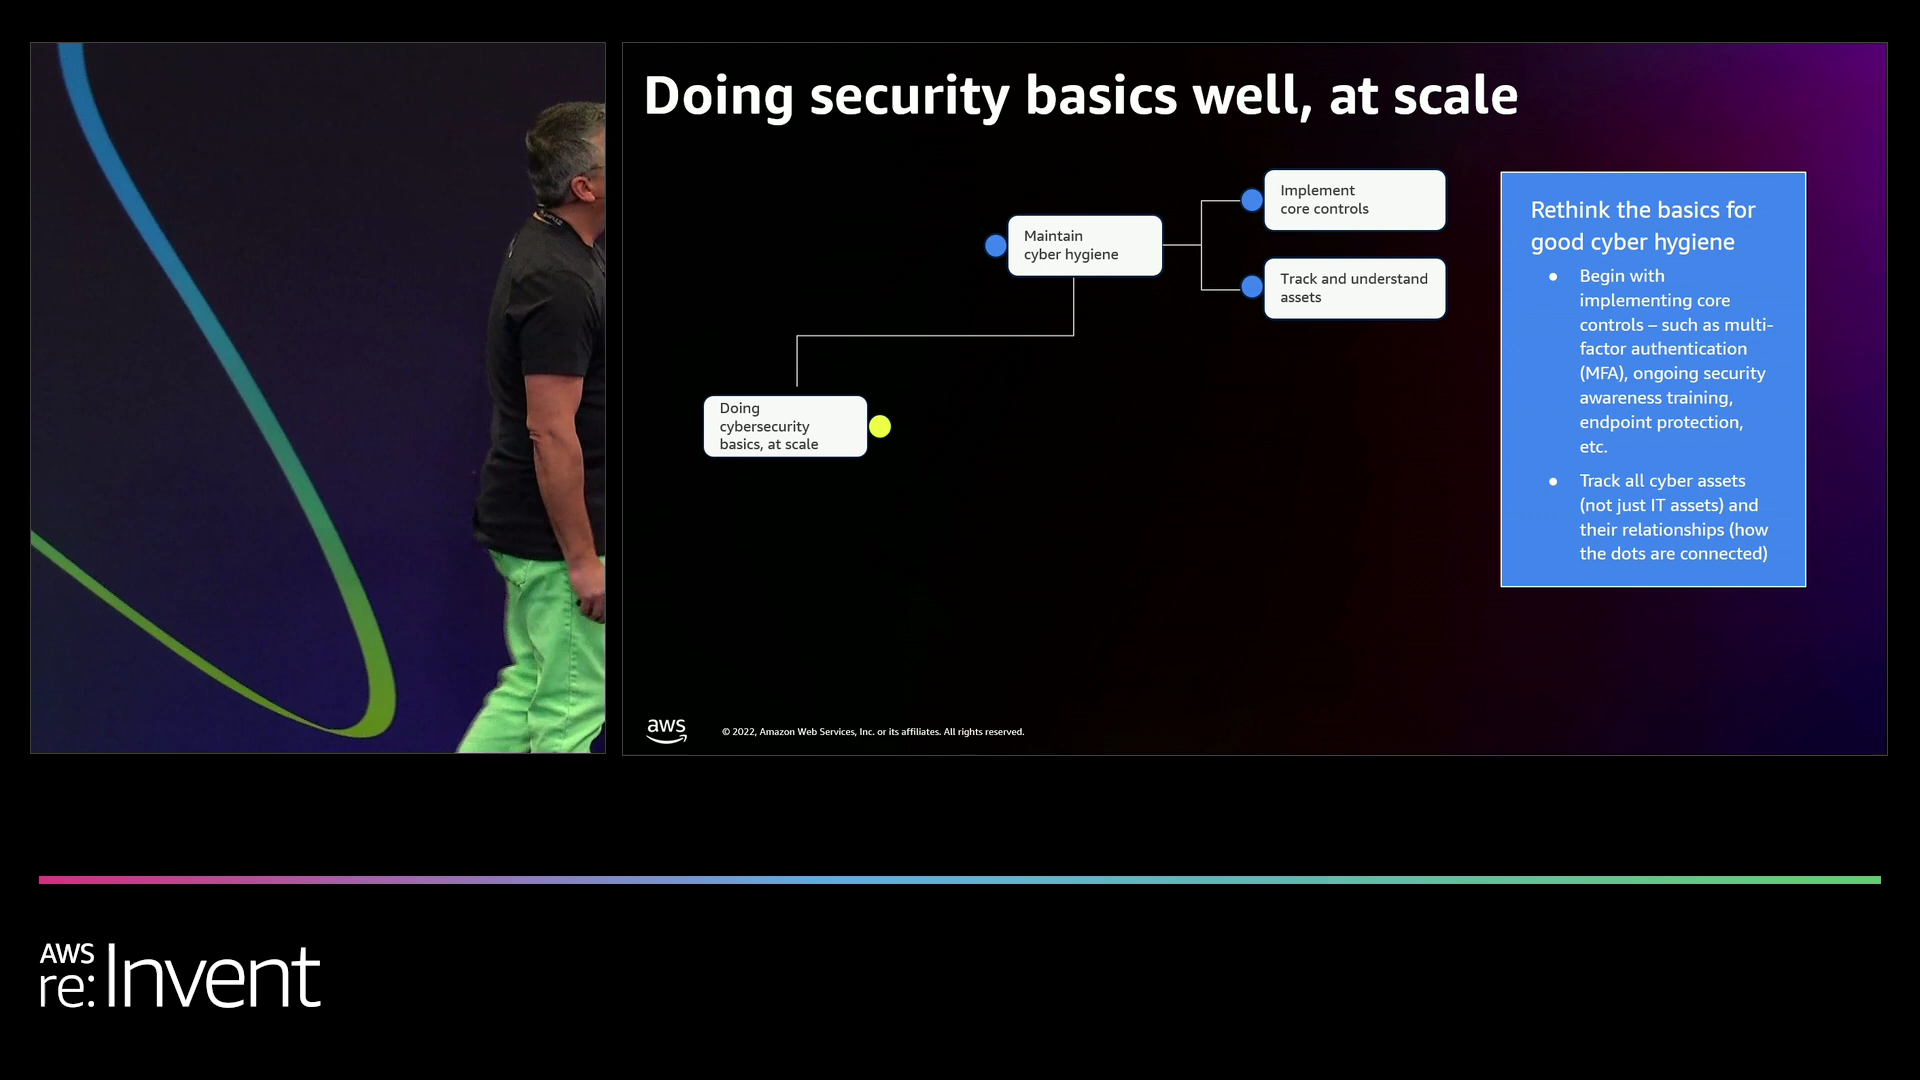 Doing security basics well, at scale
Implement
core controls
Maintain
cyber hygiene
Track and understand
assets
Doing
cybersecurity
basics, at scale
Rethink the basics for
good cyber hygiene
● Begin with
implementing core
controls – such as multi-
factor authentication
(MFA), ongoing security
awareness training,
endpoint protection,
etc.
● Track all cyber assets
(not just IT assets) and
their relationships (how
the dots are connected)
aws
© 2022, Amazon Web Services, Inc. or its affiliates. All rights reserved.
AWS
re:Invent